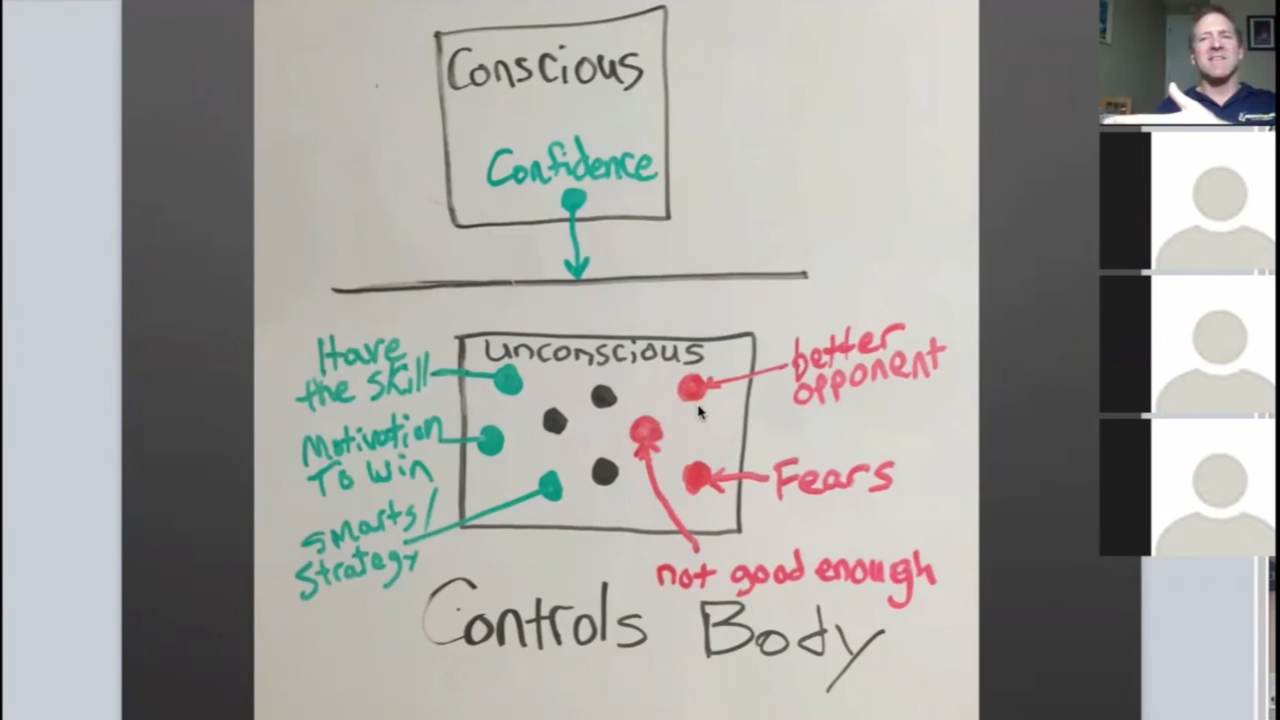 Conscious
Confidence
unconscious
Have
the skill
Motivation
To win
smarts/
strategy
better
opponent
Fears
not good enough
Controls Body